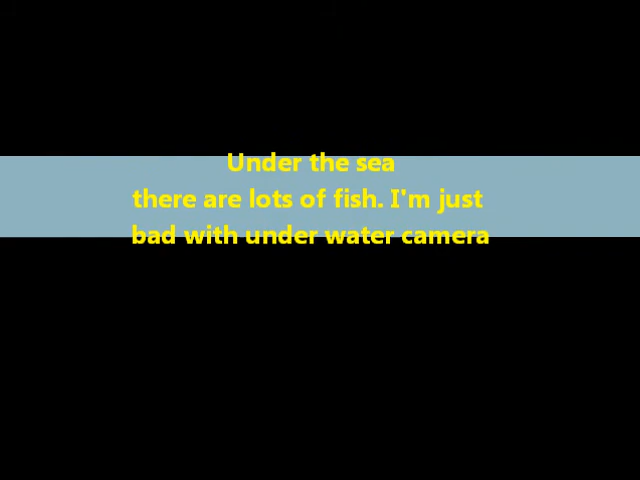 Under the sea
there are lots of fish. I'm just
bad with under water camera